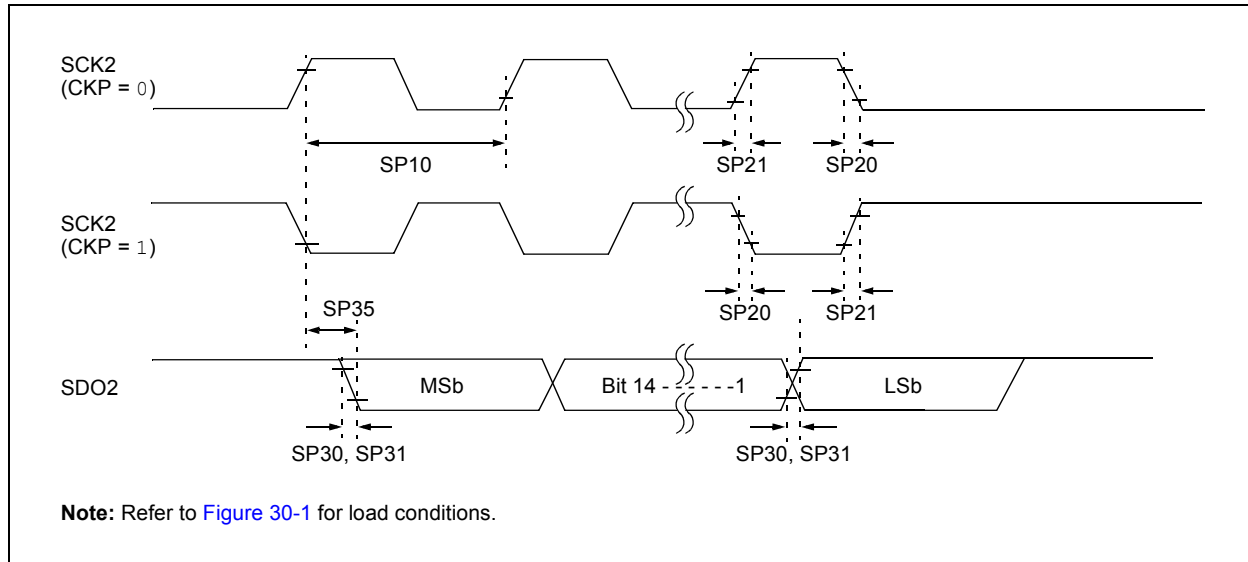 SCK2
(CKP = 0)
SP10
SP21
SP20
SCK2
(CKP = 1)
SP35
SP20
SP21
SDO2
MSb
Bit 14 - - - - - -1
LSb
SP30, SP31
SP30, SP31
Note: Refer to Figure 30-1 for load conditions.